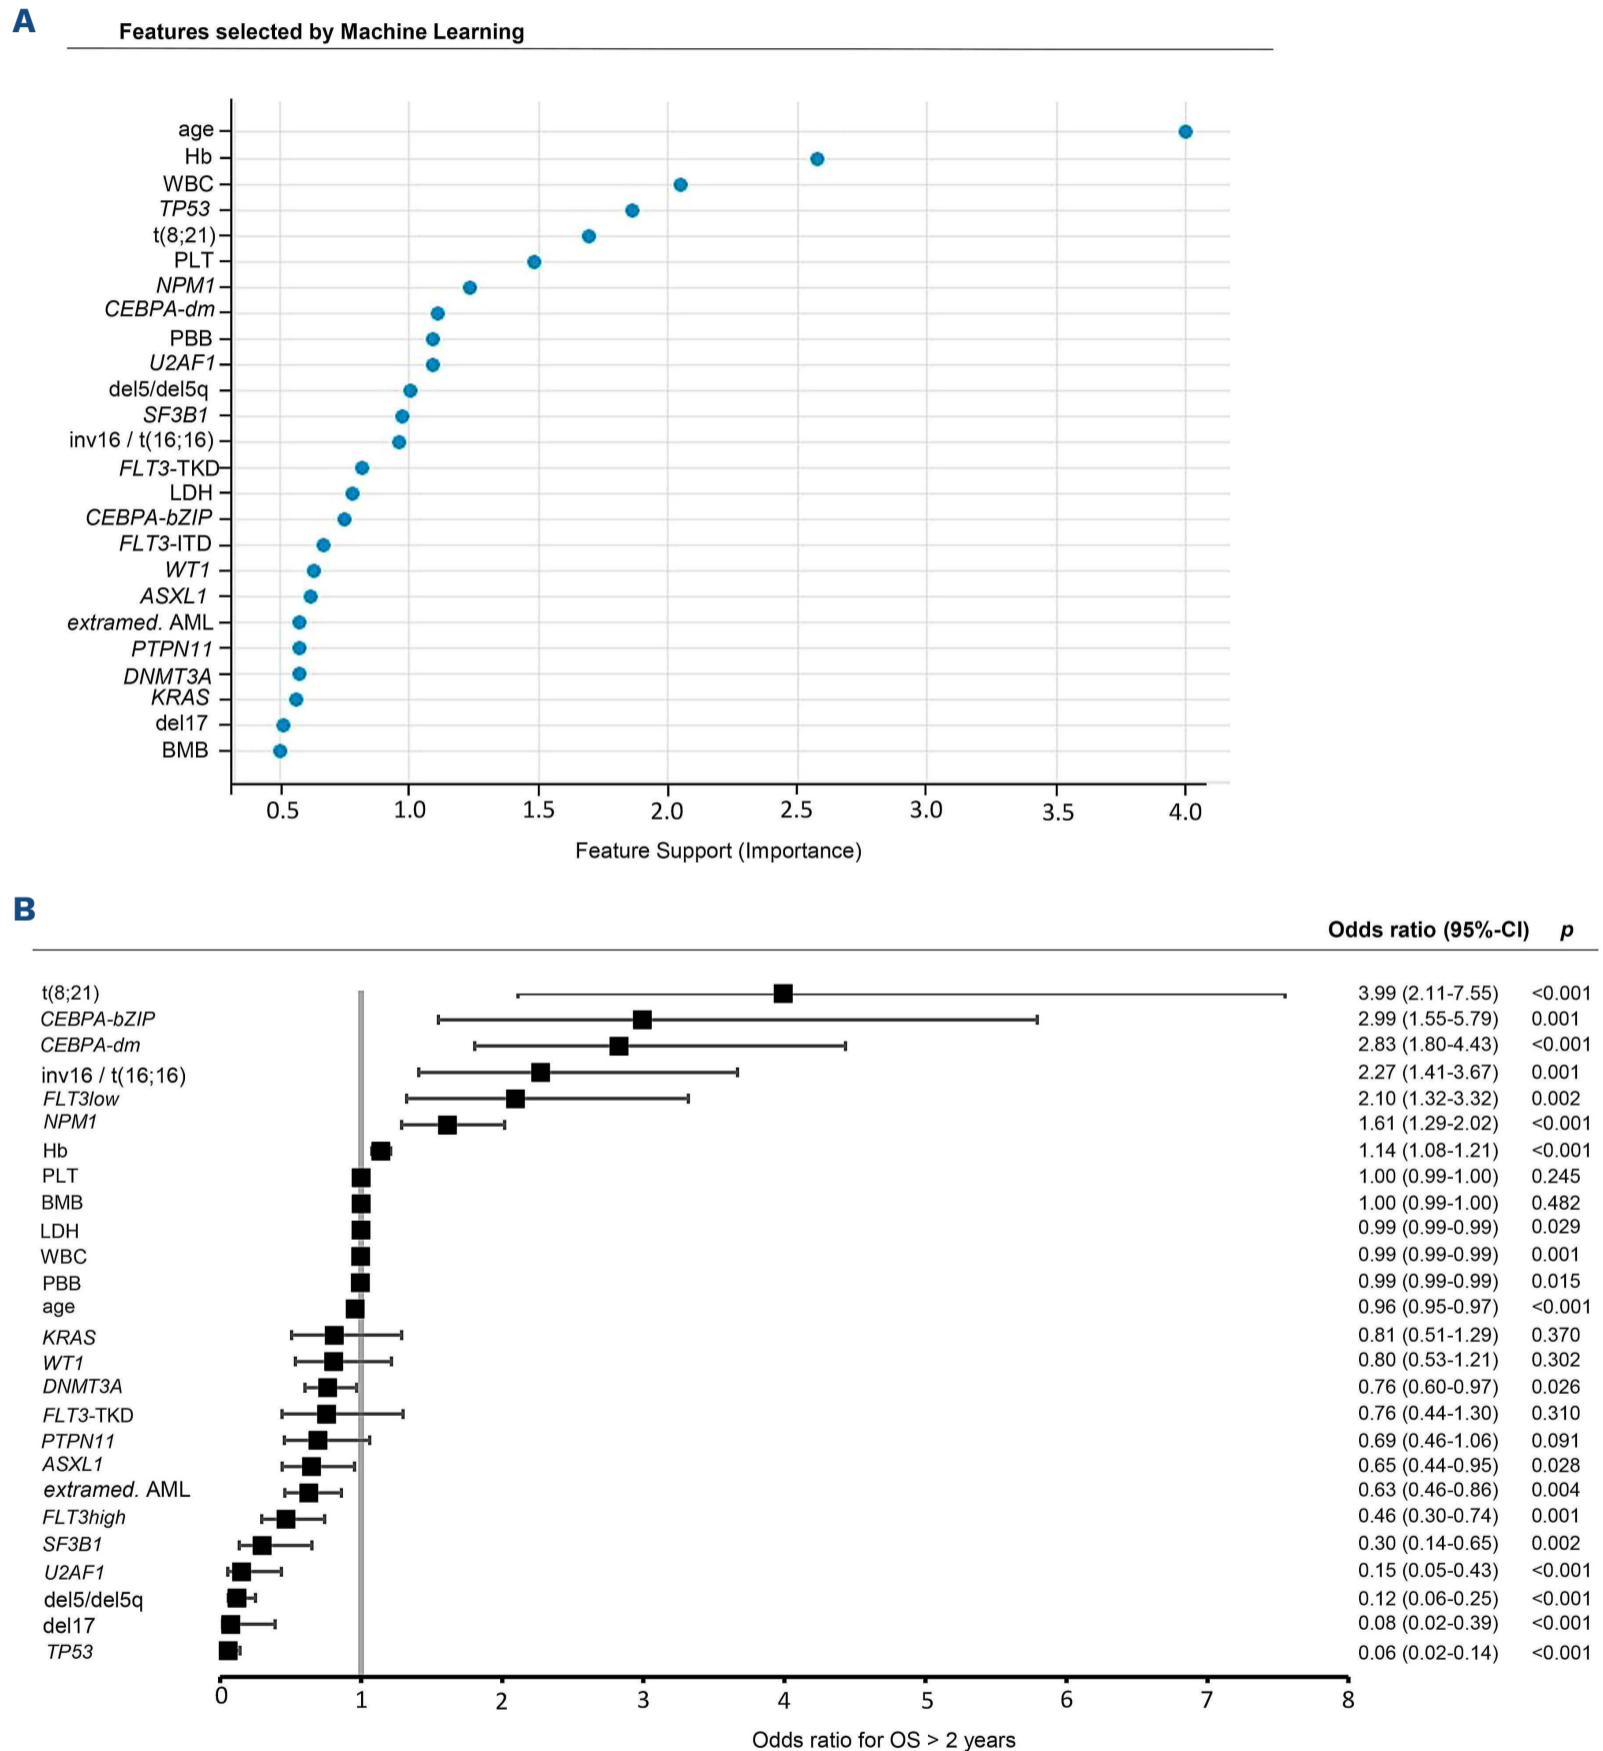 A
Features selected by Machine Learning
age
Hb
WBC
TP53
t(8;21)
PLT
NPM1
CEBPA-dm
PBB
U2AF1
del5/del5q
SF3B1
inv16 / t(16;16)
FLT3-TKD
LDH
CEBPA-bZIP
FLT3-ITD
WT1
ASXL1
extramed. AML
PTPN11
DNMT3A
KRAS
del17
BMB
0.5 1.0 1.5 2.0 2.5 3.0 3.5 4.0
Feature Support (Importance)
B
Odds ratio (95%-CI) p
t(8;21) 3.99 (2.11-7.55) <0.001
CEBPA-bZIP 2.99 (1.55-5.79) 0.001
CEBPA-dm 2.83 (1.80-4.43) <0.001
inv16 / t(16;16) 2.27 (1.41-3.67) 0.001
FLT3low 2.10 (1.32-3.32) 0.002
NPM1 1.61 (1.29-2.02) <0.001
Hb 1.14 (1.08-1.21) <0.001
PLT 1.00 (0.99-1.00) 0.245
BMB 1.00 (0.99-1.00) 0.482
LDH 0.99 (0.99-0.99) 0.029
WBC 0.99 (0.99-0.99) 0.001
PBB 0.99 (0.99-0.99) 0.015
age 0.96 (0.95-0.97) <0.001
KRAS 0.81 (0.51-1.29) 0.370
WT1 0.80 (0.53-1.21) 0.302
DNMT3A 0.76 (0.60-0.97) 0.026
FLT3-TKD 0.76 (0.44-1.30) 0.310
PTPN11 0.69 (0.46-1.06) 0.091
ASXL1 0.65 (0.44-0.95) 0.028
extramed. AML 0.63 (0.46-0.86) 0.004
FLT3high 0.46 (0.30-0.74) 0.001
SF3B1 0.30 (0.14-0.65) 0.002
U2AF1 0.15 (0.05-0.43) <0.001
del5/del5q 0.12 (0.06-0.25) <0.001
del17 0.08 (0.02-0.39) <0.001
TP53 0.06 (0.02-0.14) <0.001
0 1 2 3 4 5 6 7 8
Odds ratio for OS > 2 years